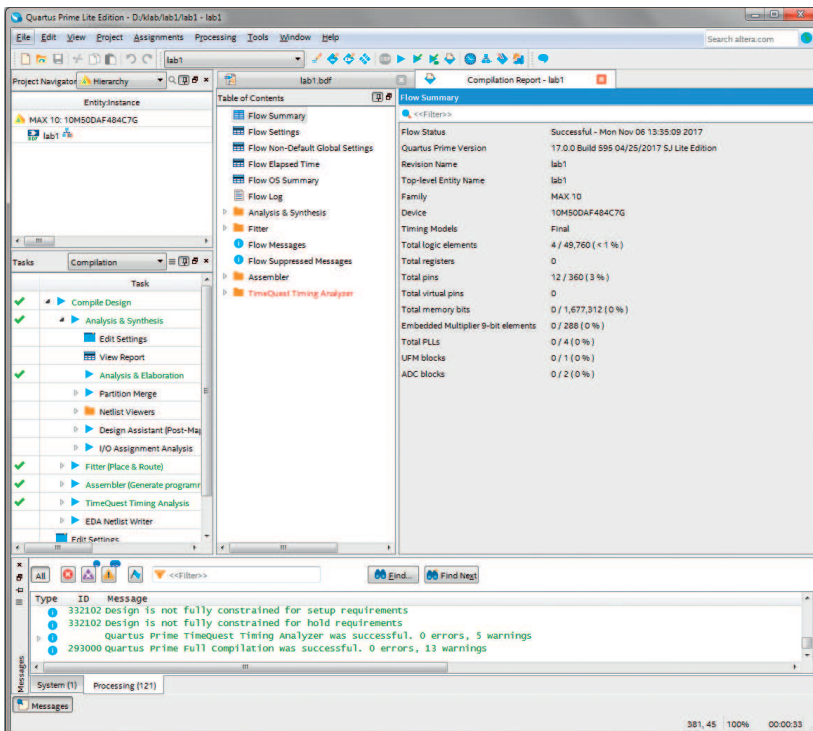 Quartus Prime Lite Edition - D:/klab/lab1/lab1 - lab1
File Edit View Project Assignments Processing Tools Window Help
Search altera.com
lab1
Project Navigator Hierarchy
Entity:Instance
MAX 10: 10M50DAF484C7G
lab1
Tasks Compilation
Task
Compile Design
Analysis & Synthesis
Edit Settings
View Report
Analysis & Elaboration
Partition Merge
Netlist Viewers
Design Assistant (Post-Map
I/O Assignment Analysis
Fitter (Place & Route)
Assembler (Generate programm
TimeQuest Timing Analysis
EDA Netlist Writer
Edit Settings
lab1.bdf
Compilation Report - lab1
Table of Contents
Flow Summary
Flow Settings
Flow Non-Default Global Settings
Flow Elapsed Time
Flow OS Summary
Flow Log
Analysis & Synthesis
Fitter
Flow Messages
Flow Suppressed Messages
Assembler
TimeQuest Timing Analyzer
Flow Summary
<<Filter>>
Flow Status Successful - Mon Nov 06 13:35:09 2017
Quartus Prime Version 17.0.0 Build 595 04/25/2017 SJ Lite Edition
Revision Name lab1
Top-level Entity Name lab1
Family MAX 10
Device 10M50DAF484C7G
Timing Models Final
Total logic elements 4 / 49,760 ( < 1 % )
Total registers 0
Total pins 12 / 360 ( 3 % )
Total virtual pins 0
Total memory bits 0 / 1,677,312 ( 0 % )
Embedded Multiplier 9-bit elements 0 / 288 ( 0 % )
Total PLLs 0 / 4 ( 0 % )
UFM blocks 0 / 1 ( 0 % )
ADC blocks 0 / 2 ( 0 % )
All <<Filter>> Find... Find Next
Type ID Message
332102 Design is not fully constrained for setup requirements
332102 Design is not fully constrained for hold requirements
Quartus Prime TimeQuest Timing Analyzer was successful. 0 errors, 5 warnings
293000 Quartus Prime Full Compilation was successful. 0 errors, 13 warnings
Messages
System (1) Processing (121)
Messages
381, 45 100% 00:00:33